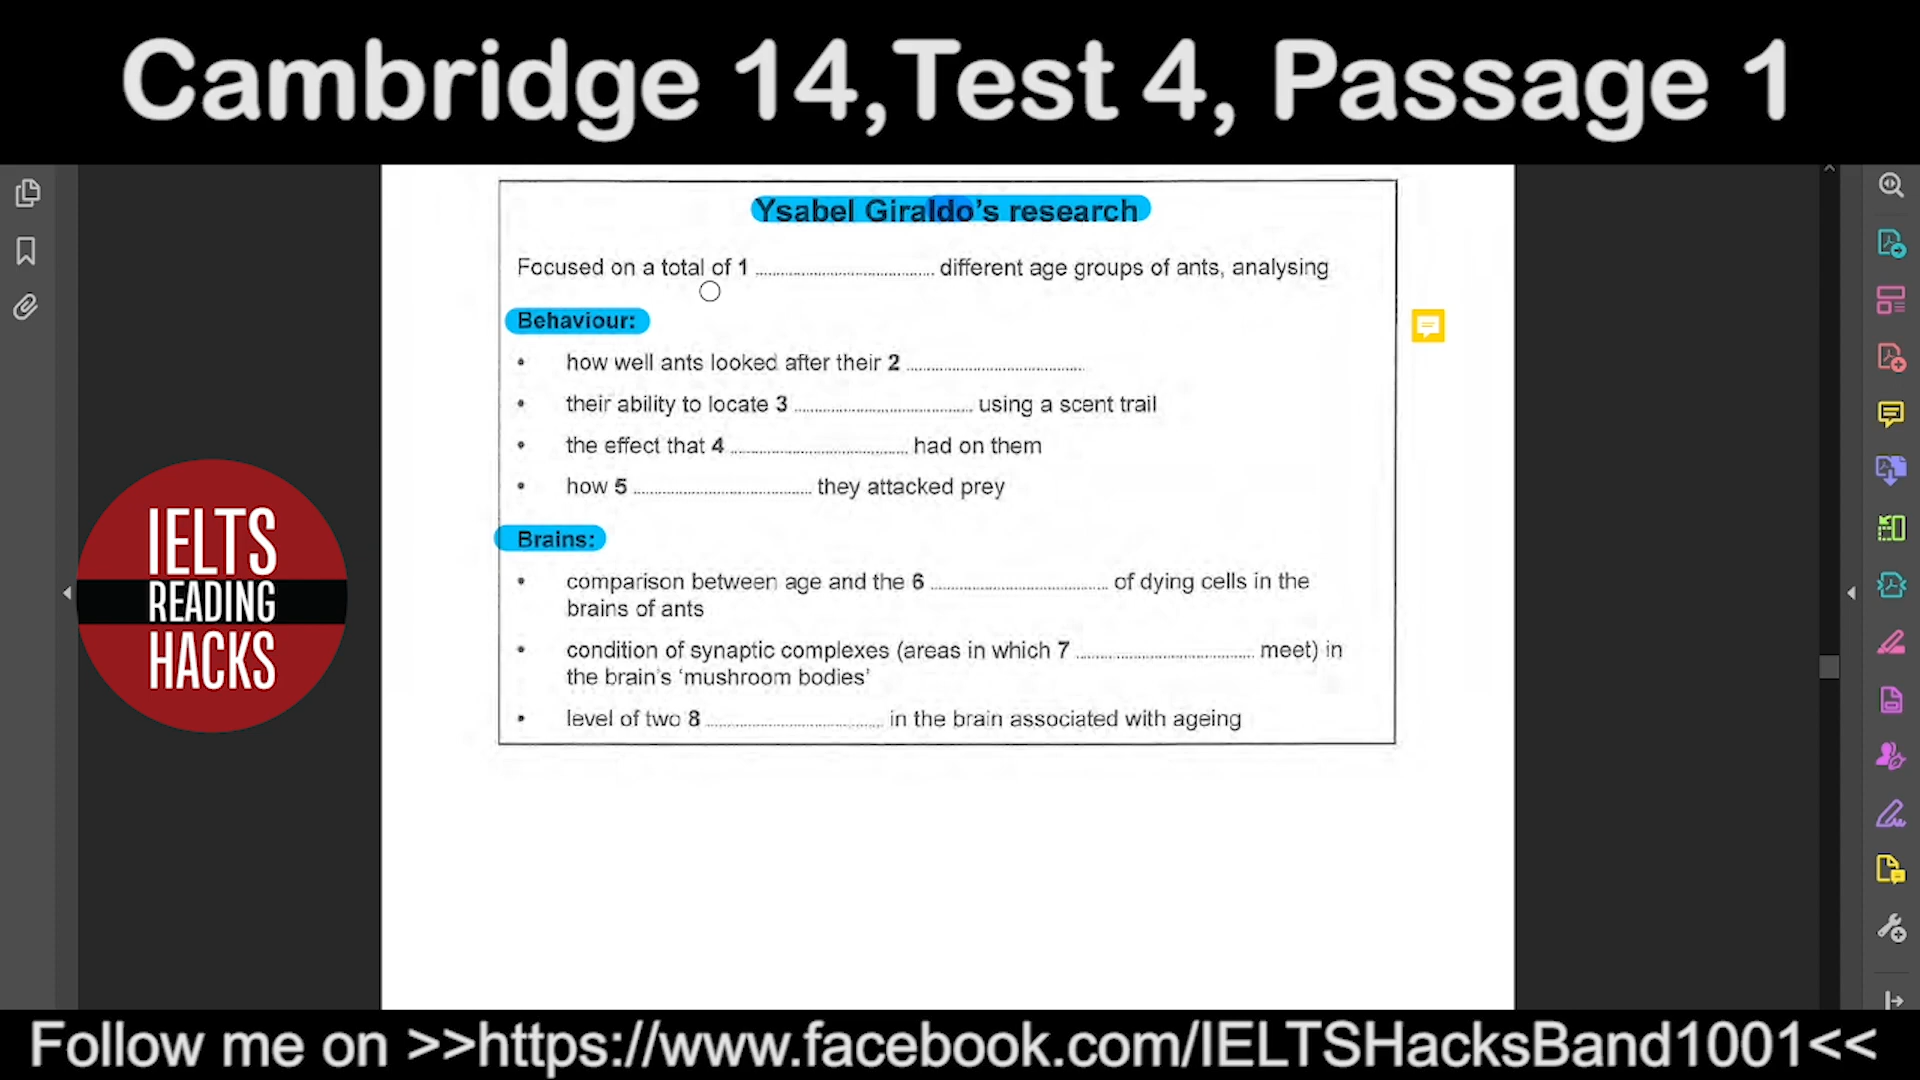 Cambridge 14,Test 4, Passage 1
Ysabel Giraldo's research
Focused on a total of 1 .............................. different age groups of ants, analysing
Behaviour:
• how well ants looked after their 2 ..............................
• their ability to locate 3 .............................. using a scent trail
• the effect that 4 .............................. had on them
• how 5 .............................. they attacked prey
Brains:
• comparison between age and the 6 .............................. of dying cells in the
brains of ants
• condition of synaptic complexes (areas in which 7 .............................. meet) in
the brain's 'mushroom bodies'
• level of two 8 .............................. in the brain associated with ageing
IELTS
READING
HACKS
Follow me on >>https://www.facebook.com/IELTSHacksBand1001<<